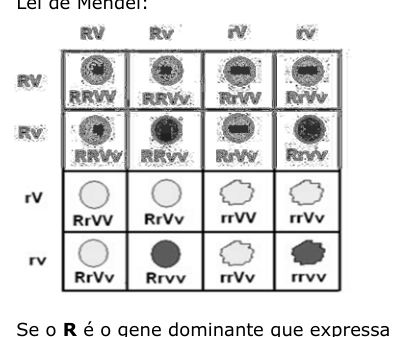 Lei de Mendel:
RV Rv rV rv
RV RRVV RRVv RrVV RrVv
Rv RRVv RRvv RrVv Rrvv
rV RrVV RrVv rrVV rrVv
rv RrVv Rrvv rrVv rrvv
Se o R é o gene dominante que expressa